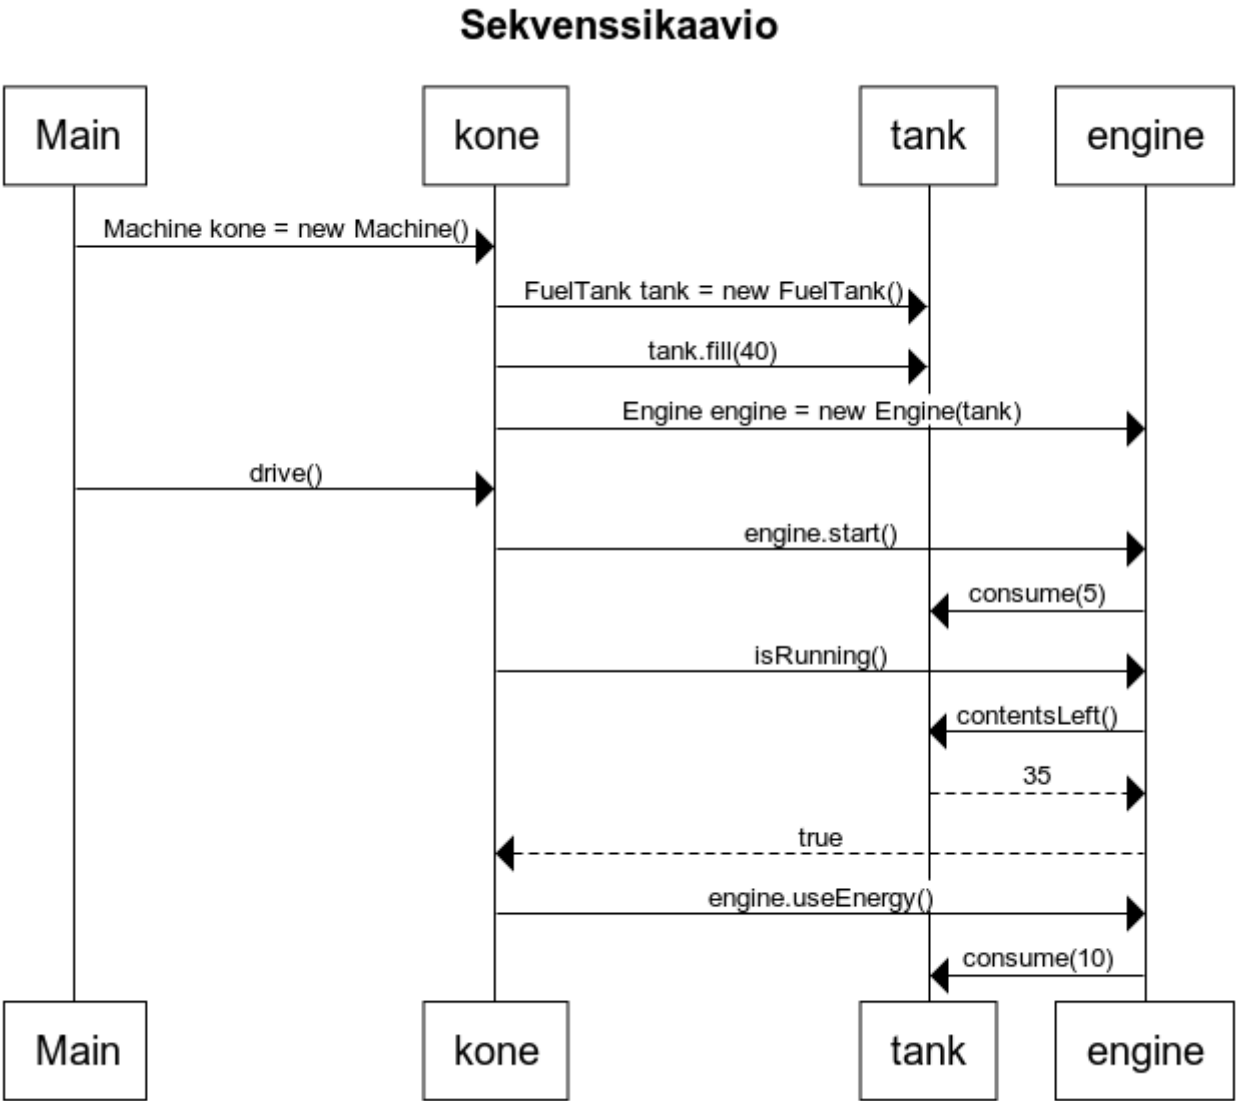 Sekvenssikaavio
Main
kone
tank
engine
Machine kone = new Machine()
FuelTank tank = new FuelTank()
tank.fill(40)
Engine engine = new Engine(tank)
drive()
engine.start()
consume(5)
isRunning()
contentsLeft()
35
true
engine.useEnergy()
consume(10)
Main
kone
tank
engine